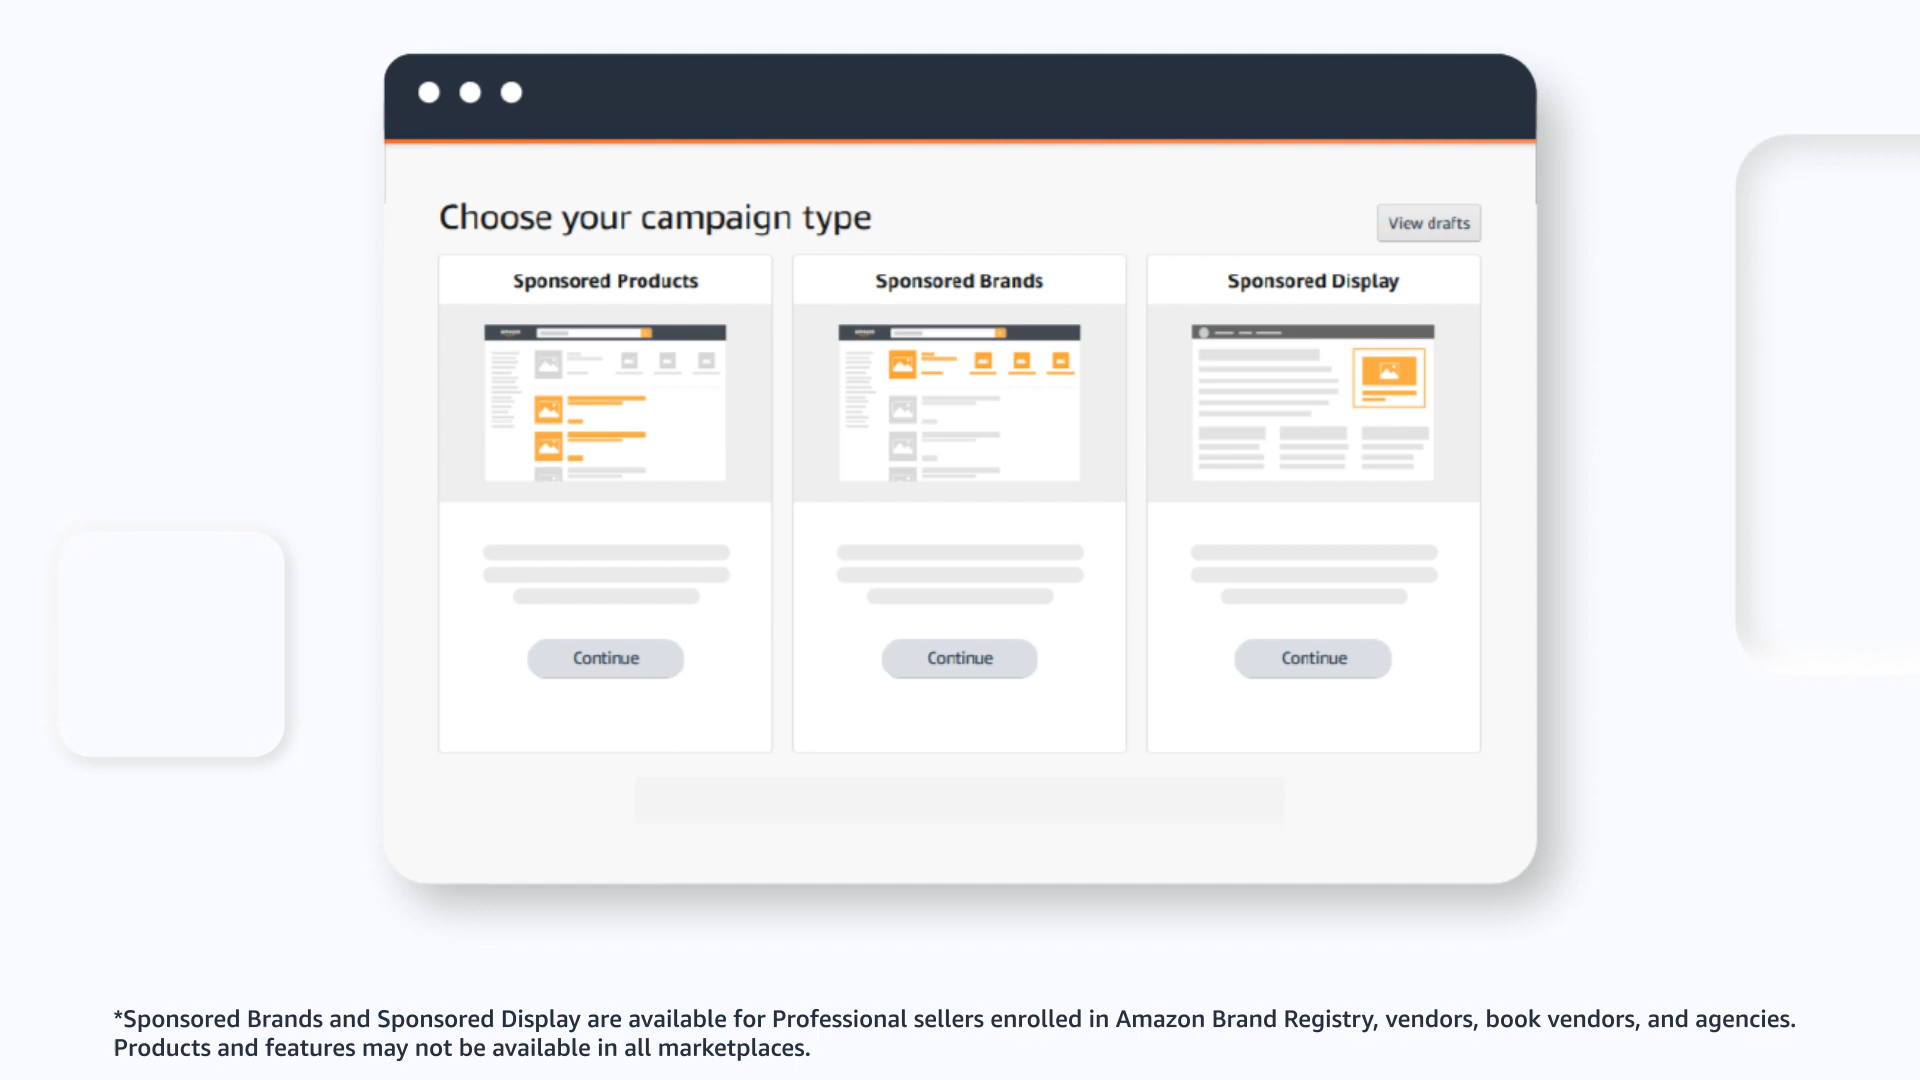 Choose your campaign type
View drafts
Sponsored Products
Sponsored Brands
Sponsored Display
amazon
amazon
Continue
Continue
Continue
*Sponsored Brands and Sponsored Display are available for Professional sellers enrolled in Amazon Brand Registry, vendors, book vendors, and agencies.
Products and features may not be available in all marketplaces.